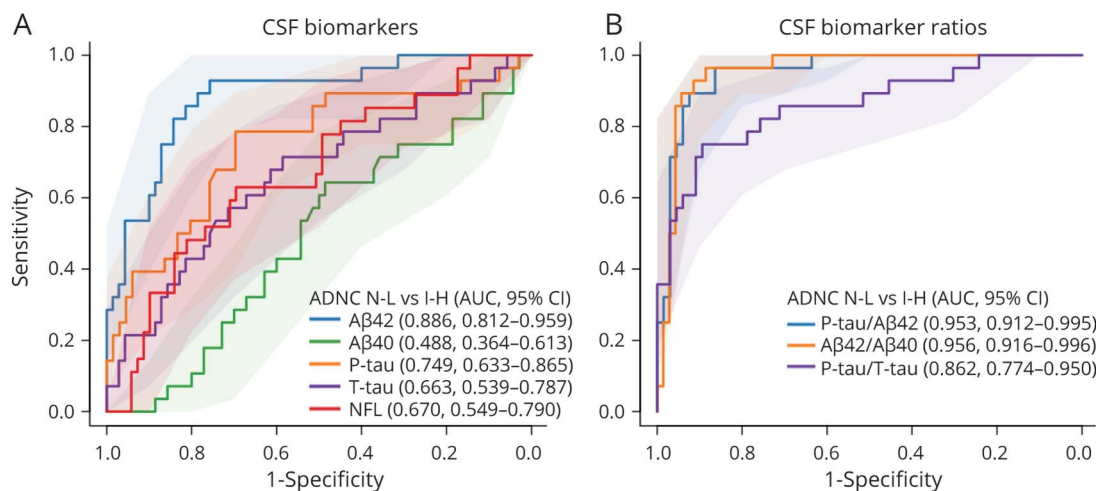 A
CSF biomarkers
Sensitivity
1.0
0.8
0.6
0.4
0.2
0.0
ADNC N-L vs I-H (AUC, 95% CI)
Aβ42 (0.886, 0.812–0.959)
Aβ40 (0.488, 0.364–0.613)
P-tau (0.749, 0.633–0.865)
T-tau (0.663, 0.539–0.787)
NFL (0.670, 0.549–0.790)
1.0 0.8 0.6 0.4 0.2 0.0
1-Specificity
B
CSF biomarker ratios
1.0
0.8
0.6
0.4
0.2
0.0
ADNC N-L vs I-H (AUC, 95% CI)
P-tau/Aβ42 (0.953, 0.912–0.995)
Aβ42/Aβ40 (0.956, 0.916–0.996)
P-tau/T-tau (0.862, 0.774–0.950)
1.0 0.8 0.6 0.4 0.2 0.0
1-Specificity